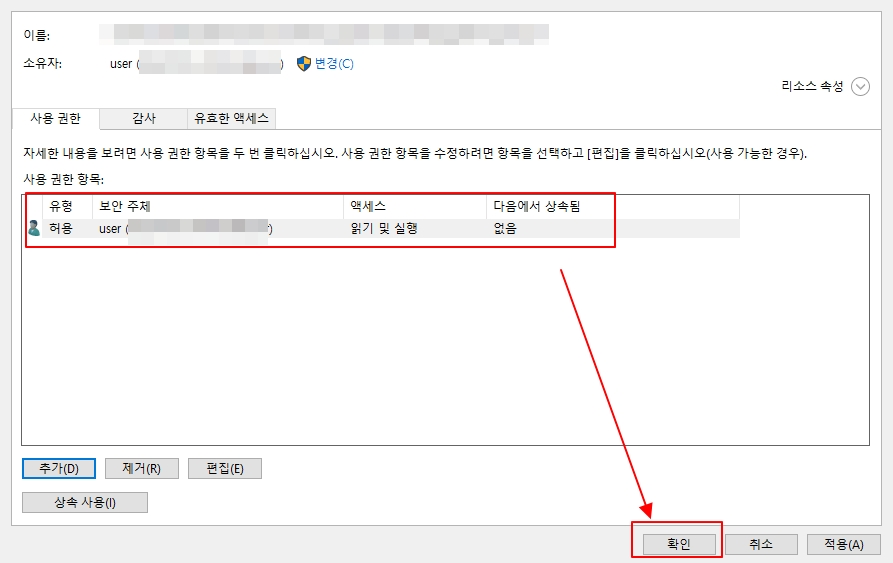 이름:
소유자: user ( ) 변경(C)
리소스 속성
사용 권한 감사 유효한 액세스
자세한 내용을 보려면 사용 권한 항목을 두 번 클릭하십시오. 사용 권한 항목을 수정하려면 항목을 선택하고 [편집]을 클릭하십시오(사용 가능한 경우).
사용 권한 항목:
유형 보안 주체 액세스 다음에서 상속됨
허용 user ( ) 읽기 및 실행 없음
추가(D) 제거(R) 편집(E)
상속 사용(I)
확인 취소 적용(A)